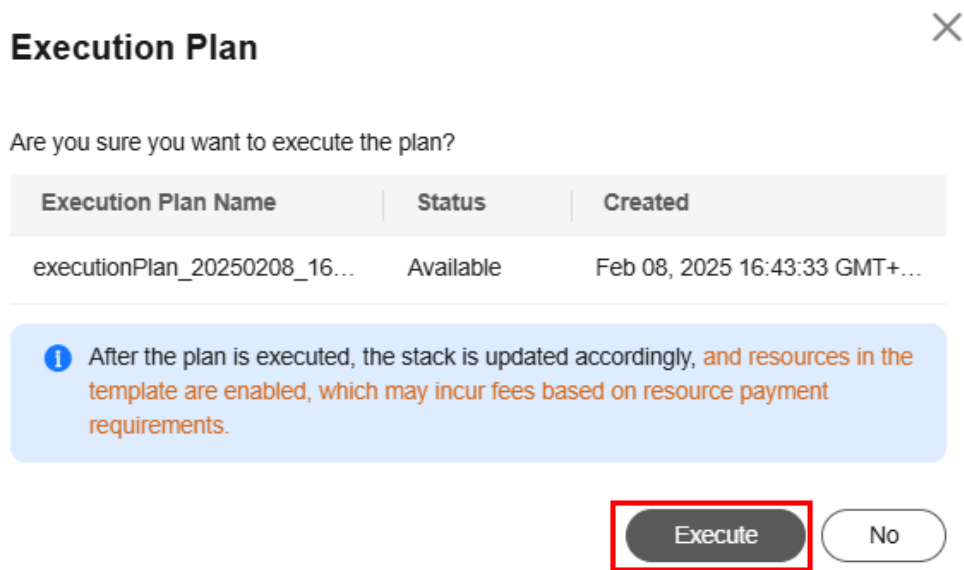 Execution Plan
Are you sure you want to execute the plan?
Execution Plan Name Status Created
executionPlan_20250208_16... Available Feb 08, 2025 16:43:33 GMT+...
After the plan is executed, the stack is updated accordingly, and resources in the
template are enabled, which may incur fees based on resource payment
requirements.
Execute No